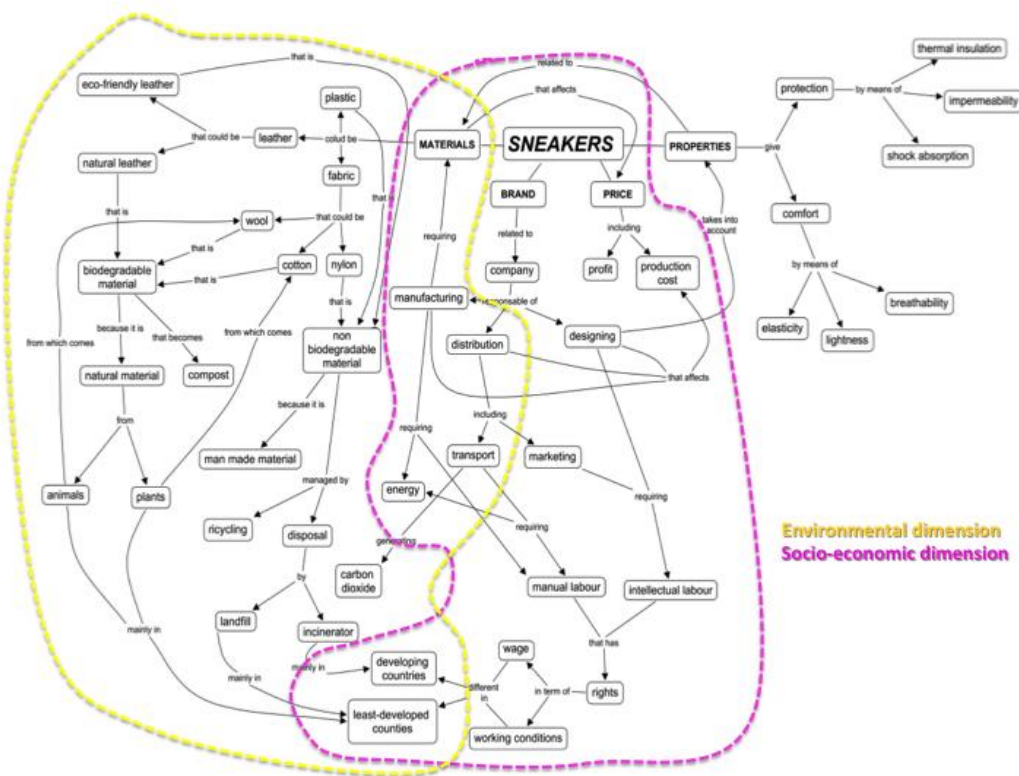 thermal insulation
that is
related to
eco-friendly leather
protection
by means of
plastic
that affects
impermeability
that could be
leather
colud be
MATERIALS
SNEAKERS
PROPERTIES
give
shock absorption
natural leather
fabric
BRAND
PRICE
that is
that is
wool
that could be
comfort
takes into
account
requiring
related to
including
that is
cotton
nylon
company
profit
production
cost
by means of
biodegradable
material
that is
that is
manufacturing
responsable of
breathability
because it is
that becomes
from which comes
from which comes
non
biodegradable
material
distribution
designing
elasticity
lightness
natural material
compost
that affects
because it is
including
from
requiring
man made material
transport
marketing
managed by
energy
animals
plants
requiring
ricycling
disposal
requiring
Environmental dimension
generating
Socio-economic dimension
by
carbon
dioxide
manual labour
intellectual labour
landfill
incinerator
mainly in
that has
wage
mainly in
mainly in
developing
countries
different
in
in term of
rights
least-developed
counties
working conditions